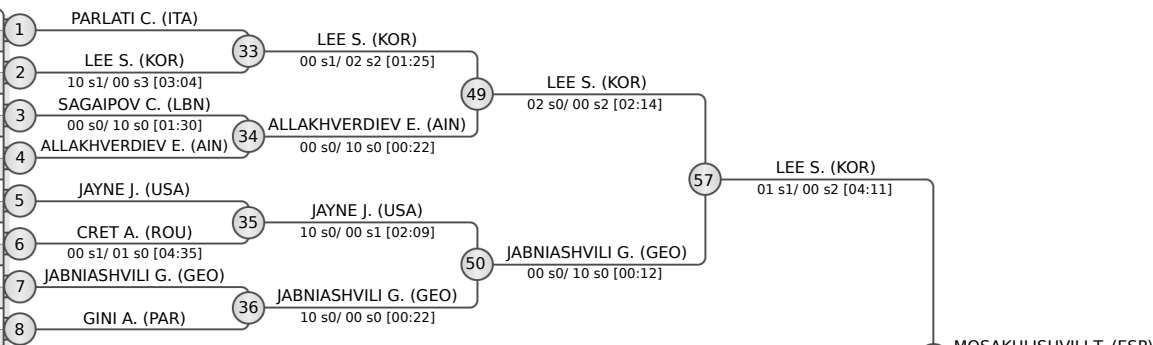 1
PARLATI C. (ITA)
2
LEE S. (KOR)
10 s1/ 00 s3 [03:04]
3
SAGAIPOV C. (LBN)
00 s0/ 10 s0 [01:30]
4
ALLAKHVERDIEV E. (AIN)
5
JAYNE J. (USA)
6
CRET A. (ROU)
00 s1/ 01 s0 [04:35]
7
JABNIASHVILI G. (GEO)
8
GINI A. (PAR)
33
LEE S. (KOR)
00 s1/ 02 s2 [01:25]
34
ALLAKHVERDIEV E. (AIN)
00 s0/ 10 s0 [00:22]
35
JAYNE J. (USA)
10 s0/ 00 s1 [02:09]
36
JABNIASHVILI G. (GEO)
10 s0/ 00 s0 [00:22]
49
LEE S. (KOR)
02 s0/ 00 s2 [02:14]
50
JABNIASHVILI G. (GEO)
00 s0/ 10 s0 [00:12]
57
LEE S. (KOR)
01 s1/ 00 s2 [04:11]
MOSAKHLISHVILI T. (ESP)